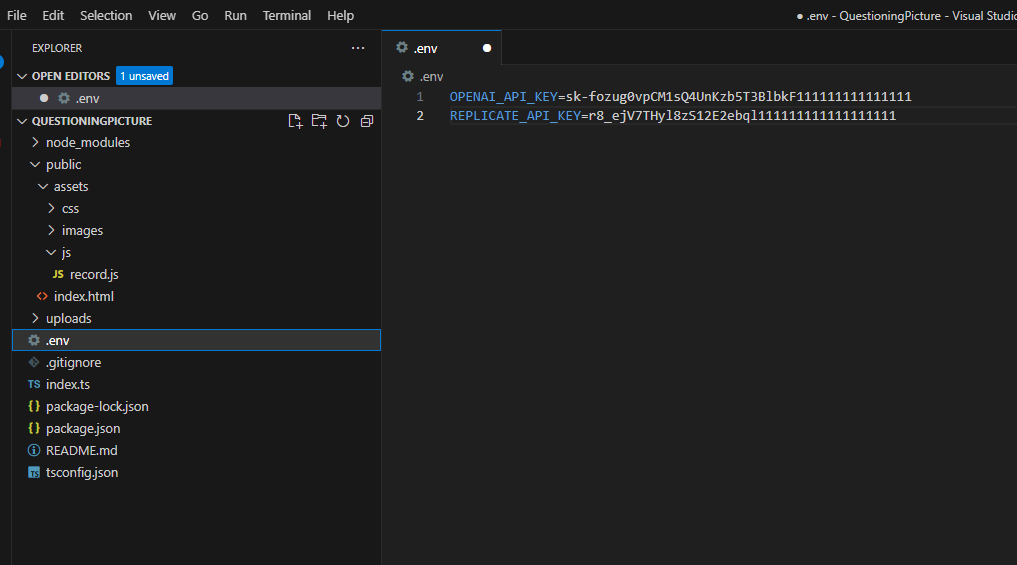 File Edit Selection View Go Run Terminal Help
● .env - QuestioningPicture - Visual Studio
EXPLORER
...
.env
OPEN EDITORS 1 unsaved
.env
.env
1 OPENAI_API_KEY=sk-fozug0vpCM1sQ4UnKzb5T3BlbkF111111111111111
2 REPLICATE_API_KEY=r8_ejV7THyl8zS12E2ebql111111111111111111
QUESTIONINGPICTURE
node_modules
public
assets
css
images
js
JS record.js
<> index.html
uploads
.env
.gitignore
TS index.ts
{} package-lock.json
{} package.json
README.md
TS tsconfig.json